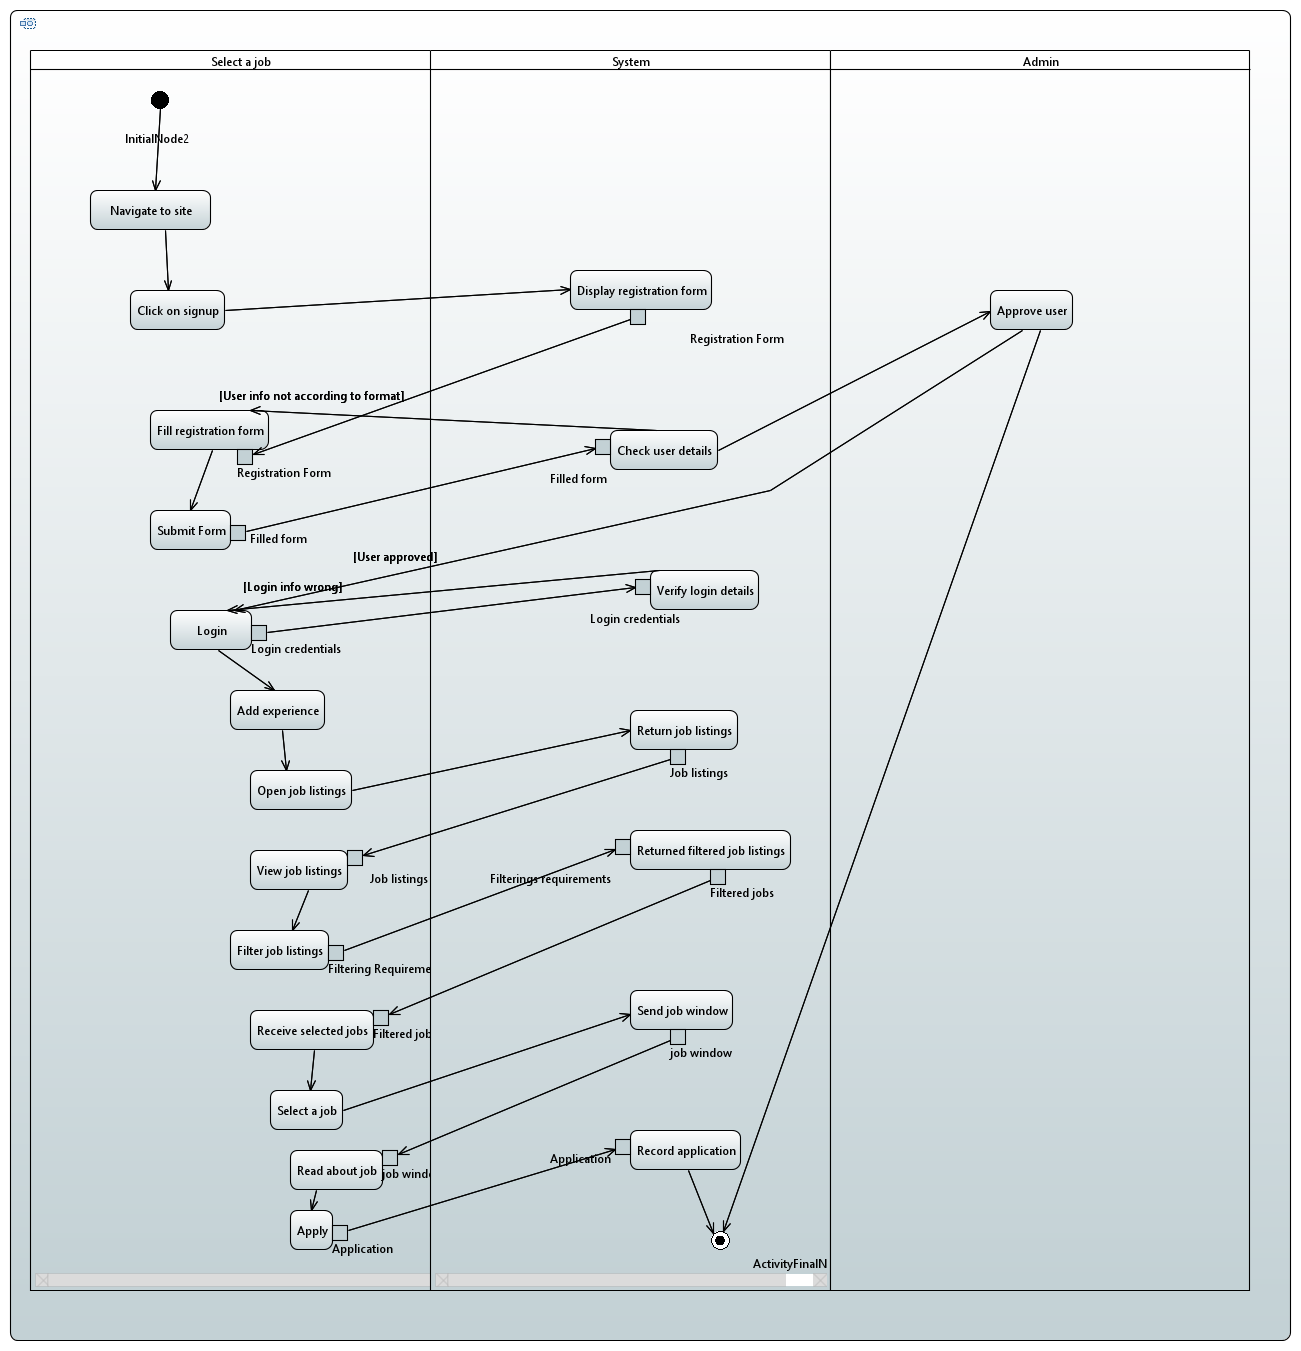 Select a job
System
Admin
InitialNode2
Navigate to site
Click on signup
Display registration form
Registration Form
Approve user
[User info not according to format]
Fill registration form
Registration Form
Check user details
Filled form
Submit Form
Filled form
[User approved]
[Login info wrong]
Verify login details
Login credentials
Login
Login credentials
Add experience
Return job listings
Job listings
Open job listings
View job listings
Job listings
Returned filtered job listings
Filterings requirements
Filtered jobs
Filter job listings
Filtering Requireme
Receive selected jobs
Filtered job
Send job window
job window
Select a job
Read about job
job windo
Record application
Application
Apply
Application
ActivityFinalN